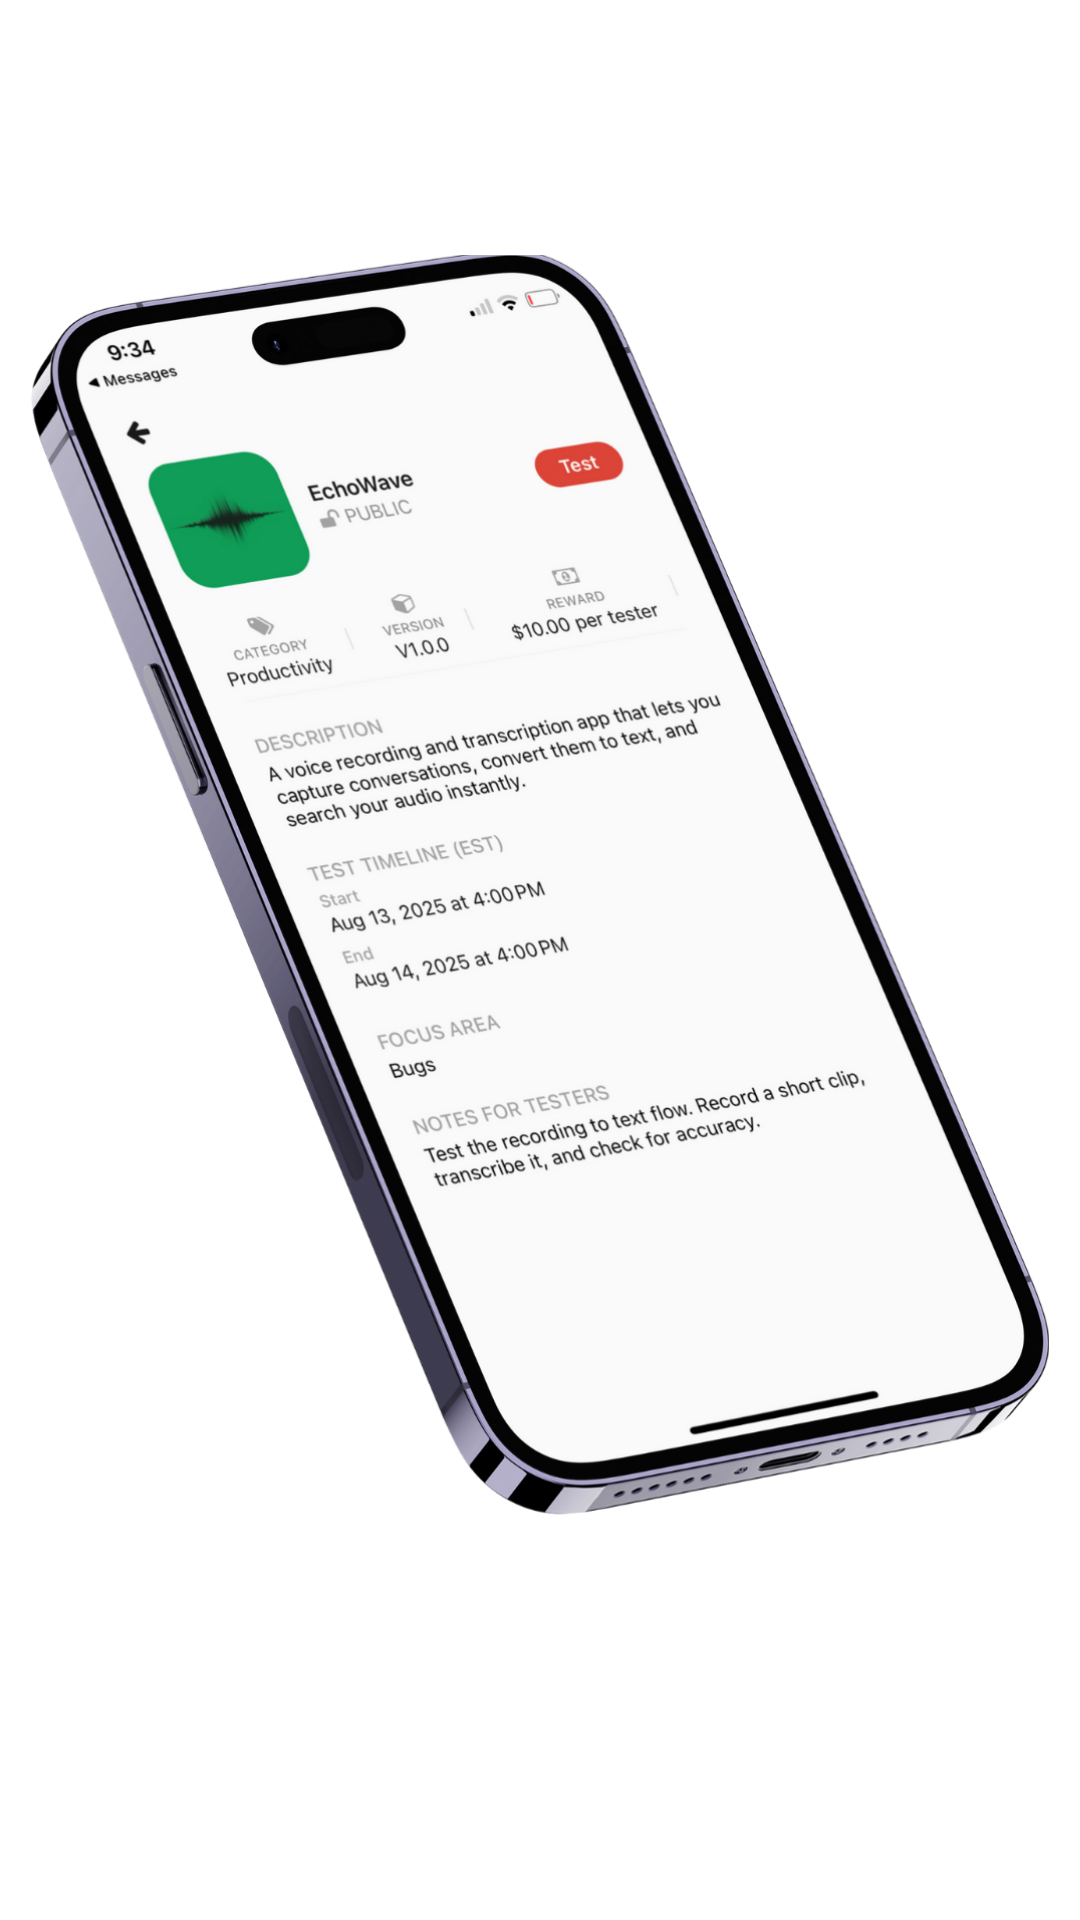 9:34
Messages
EchoWave
PUBLIC
Test
CATEGORY
Productivity
VERSION
V1.0.0
REWARD
$10.00 per tester
DESCRIPTION
A voice recording and transcription app that lets you
capture conversations, convert them to text, and
search your audio instantly.
TEST TIMELINE (EST)
Start
Aug 13, 2025 at 4:00 PM
End
Aug 14, 2025 at 4:00 PM
FOCUS AREA
Bugs
NOTES FOR TESTERS
Test the recording to text flow. Record a short clip,
transcribe it, and check for accuracy.